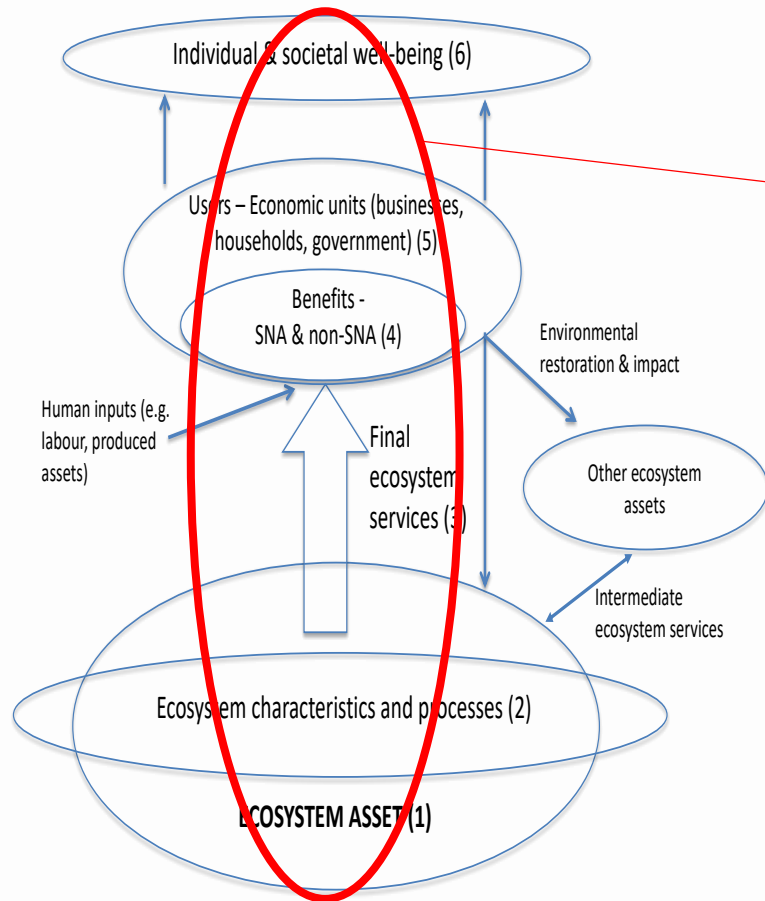 Individual & societal well-being (6)
Users – Economic units (businesses,
households, government) (5)
Benefits -
SNA & non-SNA (4)
Environmental
restoration & impact
Human inputs (e.g.
labour, produced
assets)
Final
ecosystem
services (3)
Other ecosystem
assets
Intermediate
ecosystem services
Ecosystem characteristics and processes (2)
ECOSYSTEM ASSET (1)